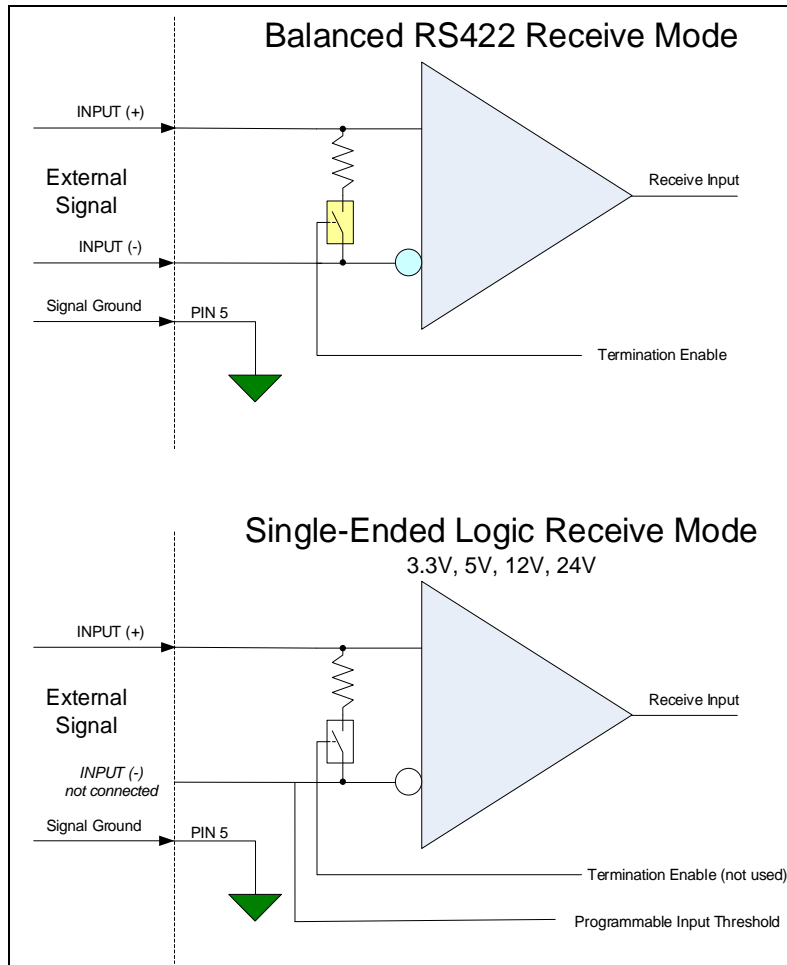 Balanced RS422 Receive Mode
INPUT (+)
External
Signal
Receive Input
INPUT (-)
Signal Ground
PIN 5
Termination Enable
Single-Ended Logic Receive Mode
3.3V, 5V, 12V, 24V
INPUT (+)
External
Signal
Receive Input
INPUT (-)
not connected
Signal Ground
PIN 5
Termination Enable (not used)
Programmable Input Threshold